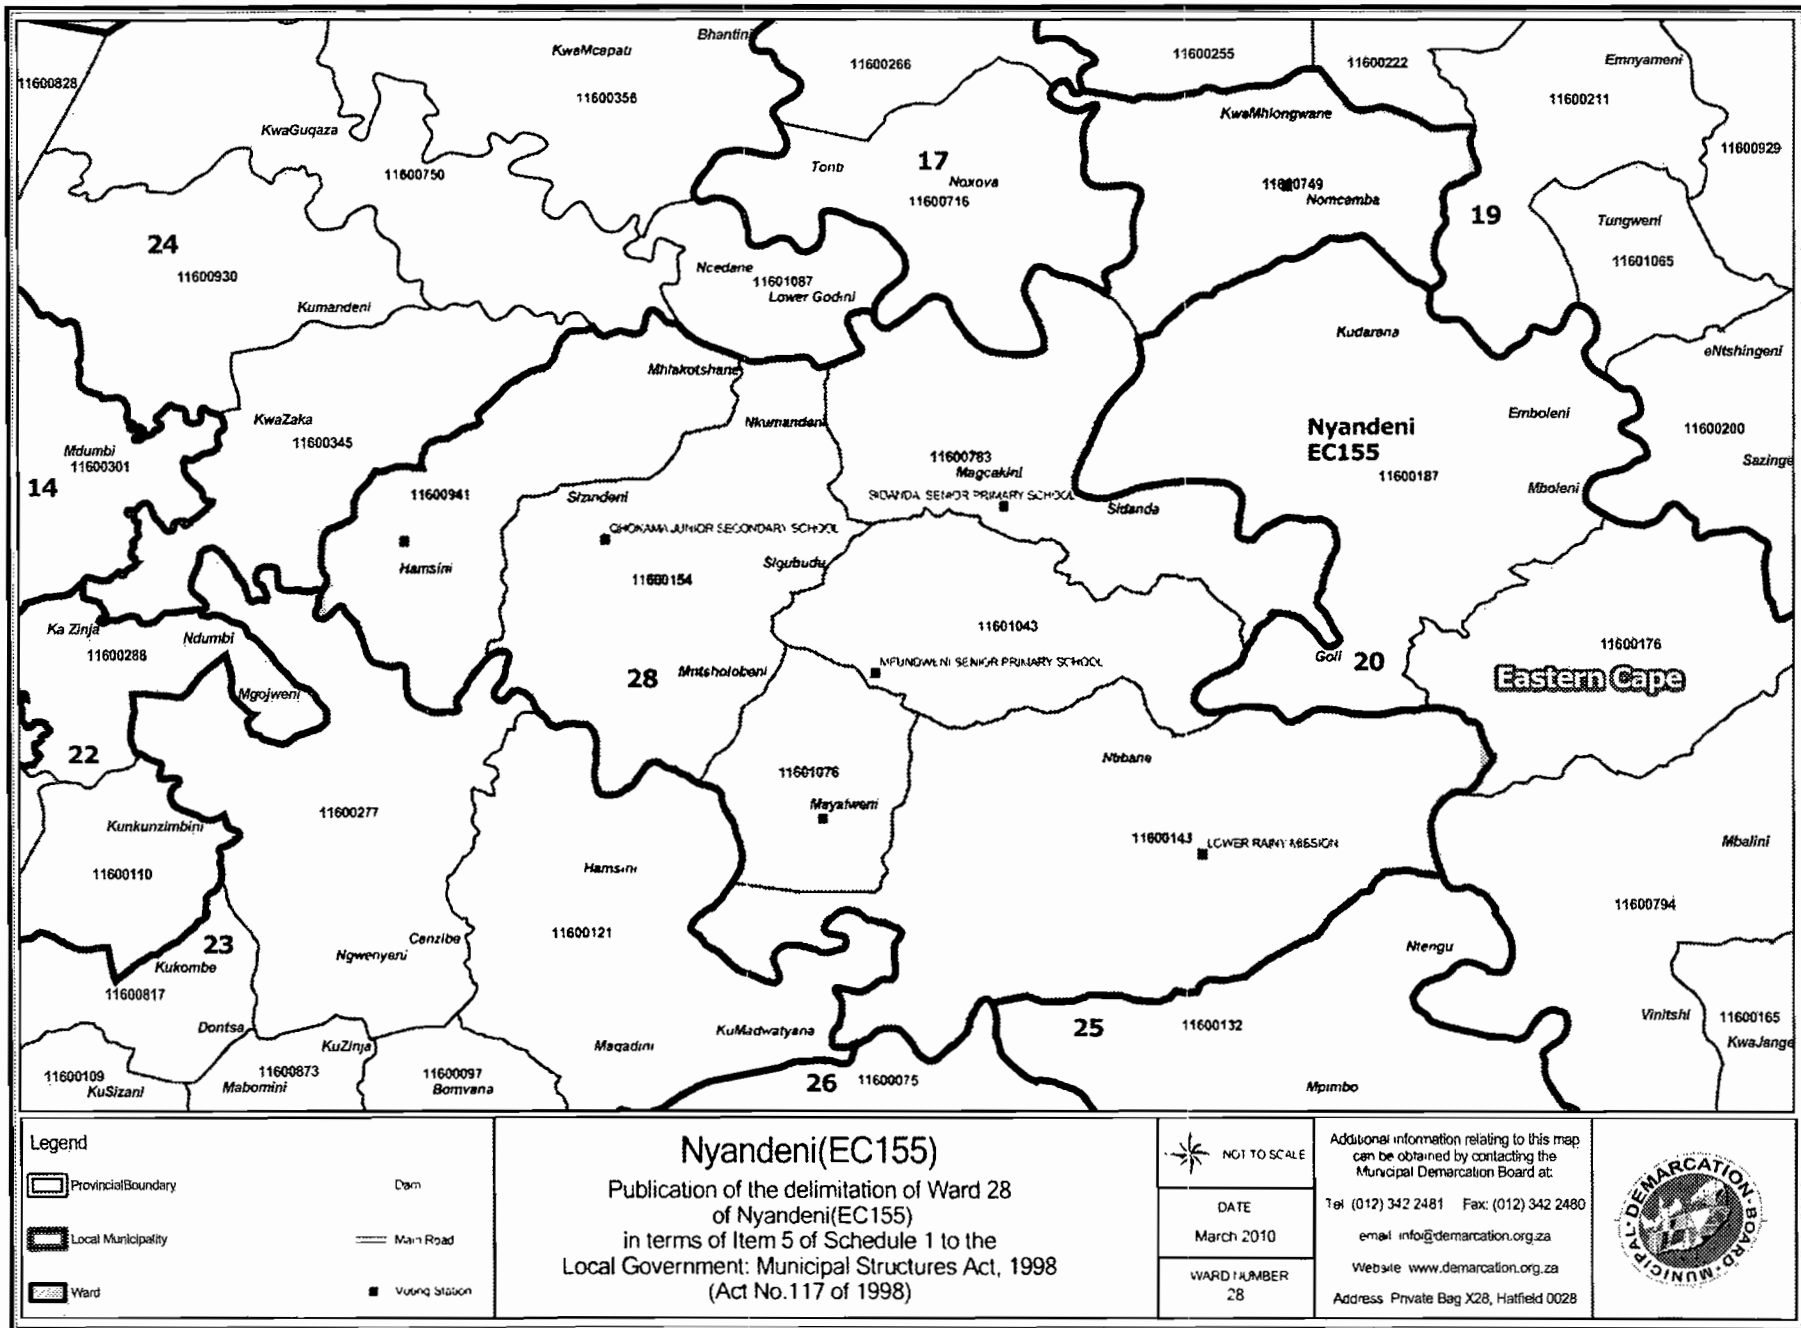 Bhantini
KwaMcapati
11600266
11600255
11600222
Emnyameni
11600828
11600356
11600211
KwaGuqaza
KwaMhlongwane
11600929
11600750
Tonti
17
Noxova
11600716
11600749
Nomcamba
19
Tungweni
24
11600930
Ncedane
11601087
Lower Godini
11601065
Kumandeni
Kudarana
eNtshingeni
Mhlakotshane
KwaZaka
11600345
Nkumandeni
Emboleni
Nyandeni
EC155
11600200
Mdumbi
11600301
11600783
Magcakini
11600187
Sazinge
14
11600941
Sizindeni
SIDANDA SENIOR PRIMARY SCHOOL
Sidanda
Mboleni
QHOKAMA JUNIOR SECONDARY SCHOOL
Hamsini
11600154
Sigubudu
Ka Zinja
Ndumbi
11600288
11601043
11600176
Goli
20
Mgojweni
28
Mntsholobeni
MFUNDWENI SENIOR PRIMARY SCHOOL
Eastern Cape
22
11601076
Ntibane
Mayalweni
11600277
Kunkunzimbini
11600143
LOWER RAINY MISSION
Mbalini
11600110
Hamsini
11600794
11600121
Canzibe
23
Kukombe
Ngwenyeni
Ntengu
11600817
Dontsa
KuZinja
Maqadini
KuMadwatyana
25
11600132
Vinitshi
11600165
KwaJange
11600109
KuSizani
Mabomini
11600873
11600097
Bomvana
26
11600075
Mpimbo
Legend
ProvincialBoundary
Local Municipality
Ward
Dam
Main Road
Voting Station
Nyandeni(EC155)
Publication of the delimitation of Ward 28
of Nyandeni(EC155)
in terms of Item 5 of Schedule 1 to the
Local Government: Municipal Structures Act, 1998
(Act No.117 of 1998)
NOT TO SCALE
DATE
March 2010
WARD NUMBER
28
Additional information relating to this map
can be obtained by contacting the
Municipal Demarcation Board at:
Tel (012) 342 2481 Fax: (012) 342 2480
email info@demarcation.org.za
Website www.demarcation.org.za
Address Private Bag X28, Hatfield 0028
MUNICIPAL DEMARCATION BOARD